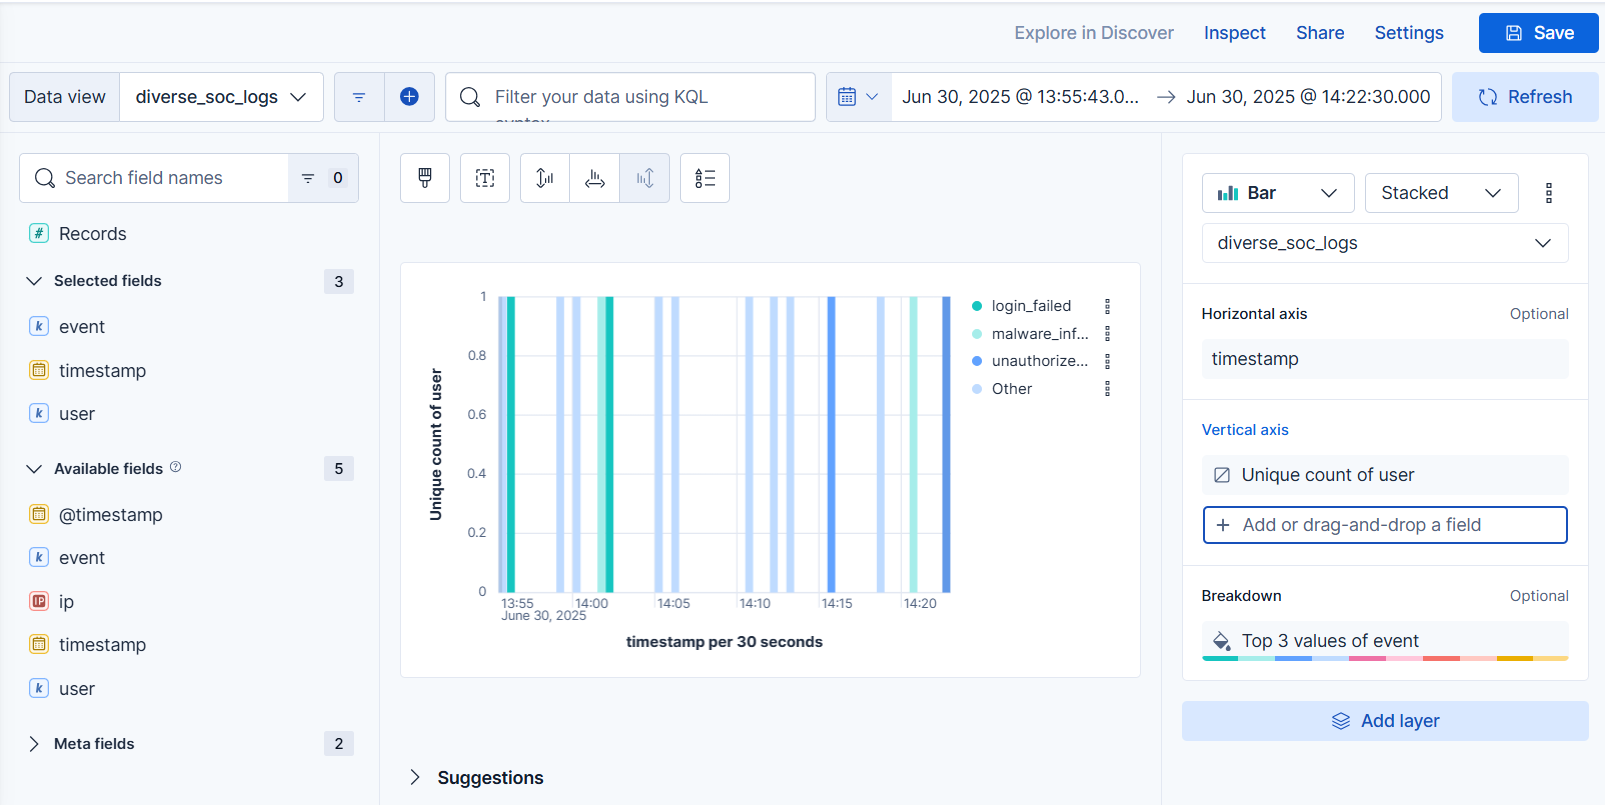 Explore in Discover Inspect Share Settings Save
Data view diverse_soc_logs Filter your data using KQL syntax Jun 30, 2025 @ 13:55:43.0... → Jun 30, 2025 @ 14:22:30.000 Refresh
Search field names 0
# Records
Selected fields 3
k event
timestamp
k user
Available fields ? 5
@timestamp
k event
IP ip
timestamp
k user
Meta fields 2
Unique count of user
1
0.8
0.6
0.4
0.2
0
13:55 14:00 14:05 14:10 14:15 14:20
June 30, 2025
timestamp per 30 seconds
login_failed
malware_inf...
unauthorize...
Other
Suggestions
Bar Stacked
diverse_soc_logs
Horizontal axis Optional
timestamp
Vertical axis
Unique count of user
+ Add or drag-and-drop a field
Breakdown Optional
Top 3 values of event
Add layer